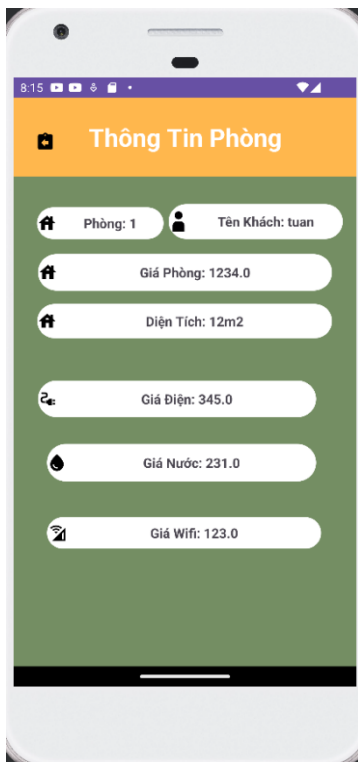 8:15
Thông Tin Phòng
Phòng: 1
Tên Khách: tuan
Giá Phòng: 1234.0
Diện Tích: 12m2
Giá Điện: 345.0
Giá Nước: 231.0
Giá Wifi: 123.0